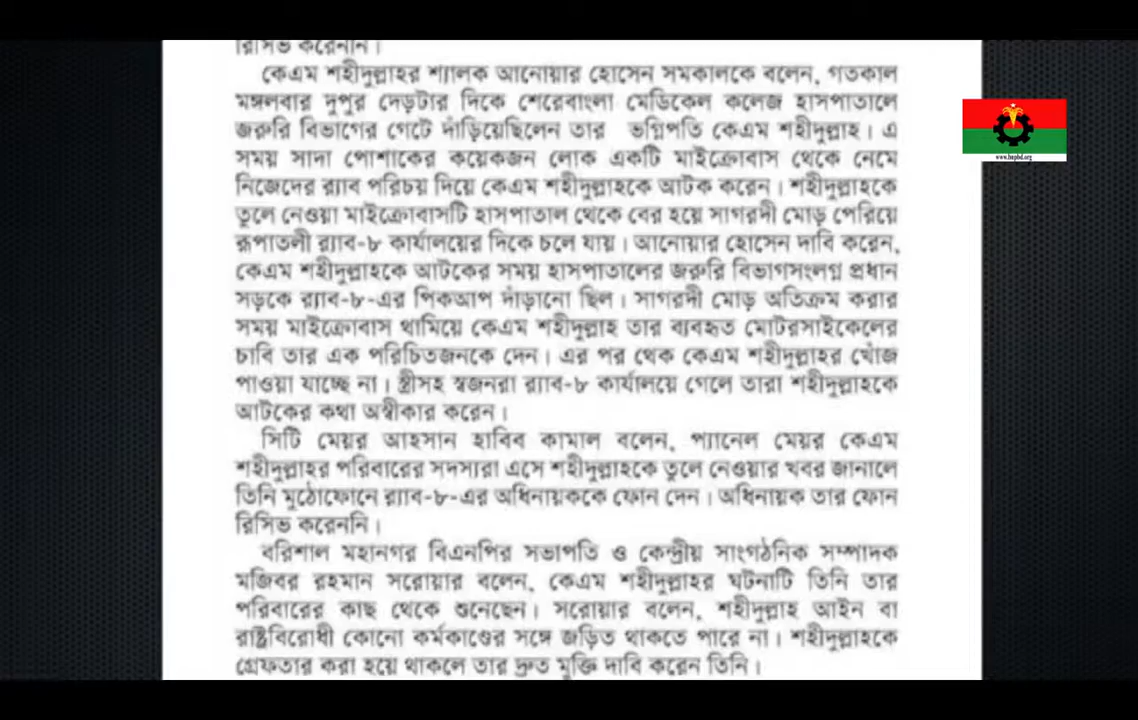 রিসিভ করেননি।
কেএম শহীদুল্লাহর শ্যালক আনোয়ার হোসেন সমকালকে বলেন, গতকাল
মঙ্গলবার দুপুর দেড়টার দিকে শেরেবাংলা মেডিকেল কলেজ হাসপাতালে
জরুরি বিভাগের গেটে দাঁড়িয়েছিলেন তার ভগ্নিপতি কেএম শহীদুল্লাহ। এ
সময় সাদা পোশাকের কয়েকজন লোক একটি মাইক্রোবাস থেকে নেমে
নিজেদের র‌্যাব পরিচয় দিয়ে কেএম শহীদুল্লাহকে আটক করেন। শহীদুল্লাহকে
তুলে নেওয়া মাইক্রোবাসটি হাসপাতাল থেকে বের হয়ে সাগরদী মোড় পেরিয়ে
রূপাতলী র‌্যাব-৮ কার্যালয়ের দিকে চলে যায়। আনোয়ার হোসেন দাবি করেন,
কেএম শহীদুল্লাহকে আটকের সময় হাসপাতালের জরুরি বিভাগসংলগ্ন প্রধান
সড়কে র‌্যাব-৮-এর পিকআপ দাঁড়ানো ছিল। সাগরদী মোড় অতিক্রম করার
সময় মাইক্রোবাস থামিয়ে কেএম শহীদুল্লাহ তার ব্যবহৃত মোটরসাইকেলের
চাবি তার এক পরিচিতজনকে দেন। এর পর থেক কেএম শহীদুল্লাহর খোঁজ
পাওয়া যাচ্ছে না। স্ত্রীসহ স্বজনরা র‌্যাব-৮ কার্যালয়ে গেলে তারা শহীদুল্লাহকে
আটকের কথা অস্বীকার করেন।
সিটি মেয়র আহসান হাবিব কামাল বলেন, প্যানেল মেয়র কেএম
শহীদুল্লাহর পরিবারের সদস্যরা এসে শহীদুল্লাহকে তুলে নেওয়ার খবর জানালে
তিনি মুঠোফোনে র‌্যাব-৮-এর অধিনায়ককে ফোন দেন। অধিনায়ক তার ফোন
রিসিভ করেননি।
বরিশাল মহানগর বিএনপির সভাপতি ও কেন্দ্রীয় সাংগঠনিক সম্পাদক
মজিবর রহমান সরোয়ার বলেন, কেএম শহীদুল্লাহর ঘটনাটি তিনি তার
পরিবারের কাছ থেকে শুনেছেন। সরোয়ার বলেন, শহীদুল্লাহ আইন বা
রাষ্ট্রবিরোধী কোনো কর্মকাণ্ডের সঙ্গে জড়িত থাকতে পারে না। শহীদুল্লাহকে
গ্রেফতার করা হয়ে থাকলে তার দ্রুত মুক্তি দাবি করেন তিনি।
www.bnpbd.org